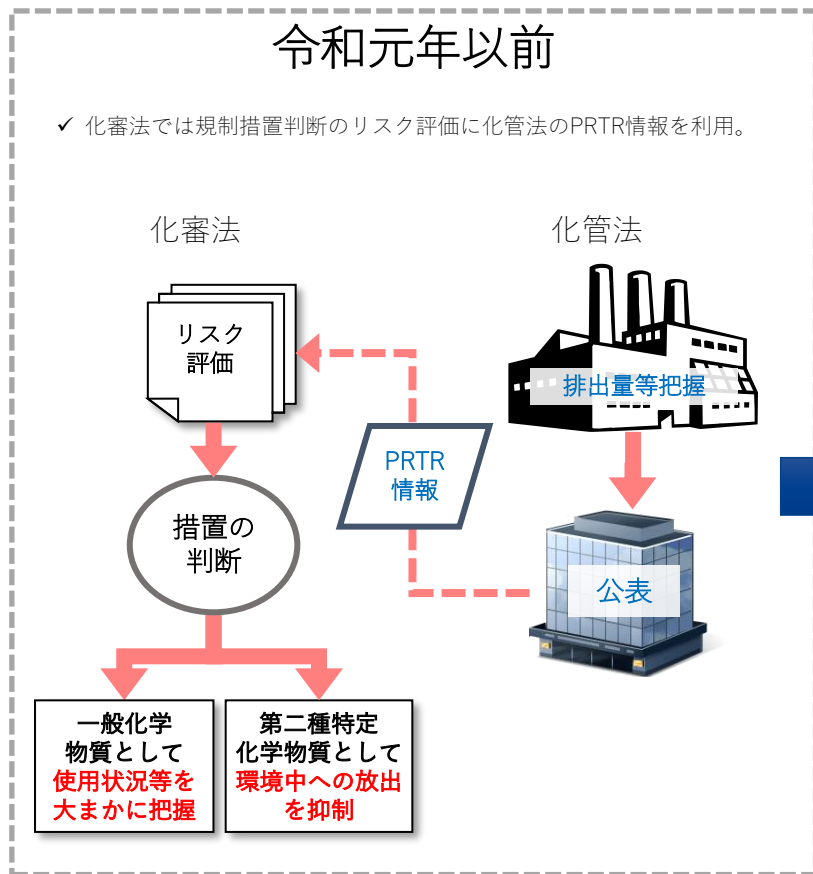 令和元年以前
✓ 化審法では規制措置判断のリスク評価に化管法のPRTR情報を利用。
化審法
化管法
リスク
評価
排出量等把握
PRTR
情報
措置の
判断
公表
一般化学
物質として
使用状況等を
大まかに把握
第二種特定
化学物質として
環境中への放出
を抑制